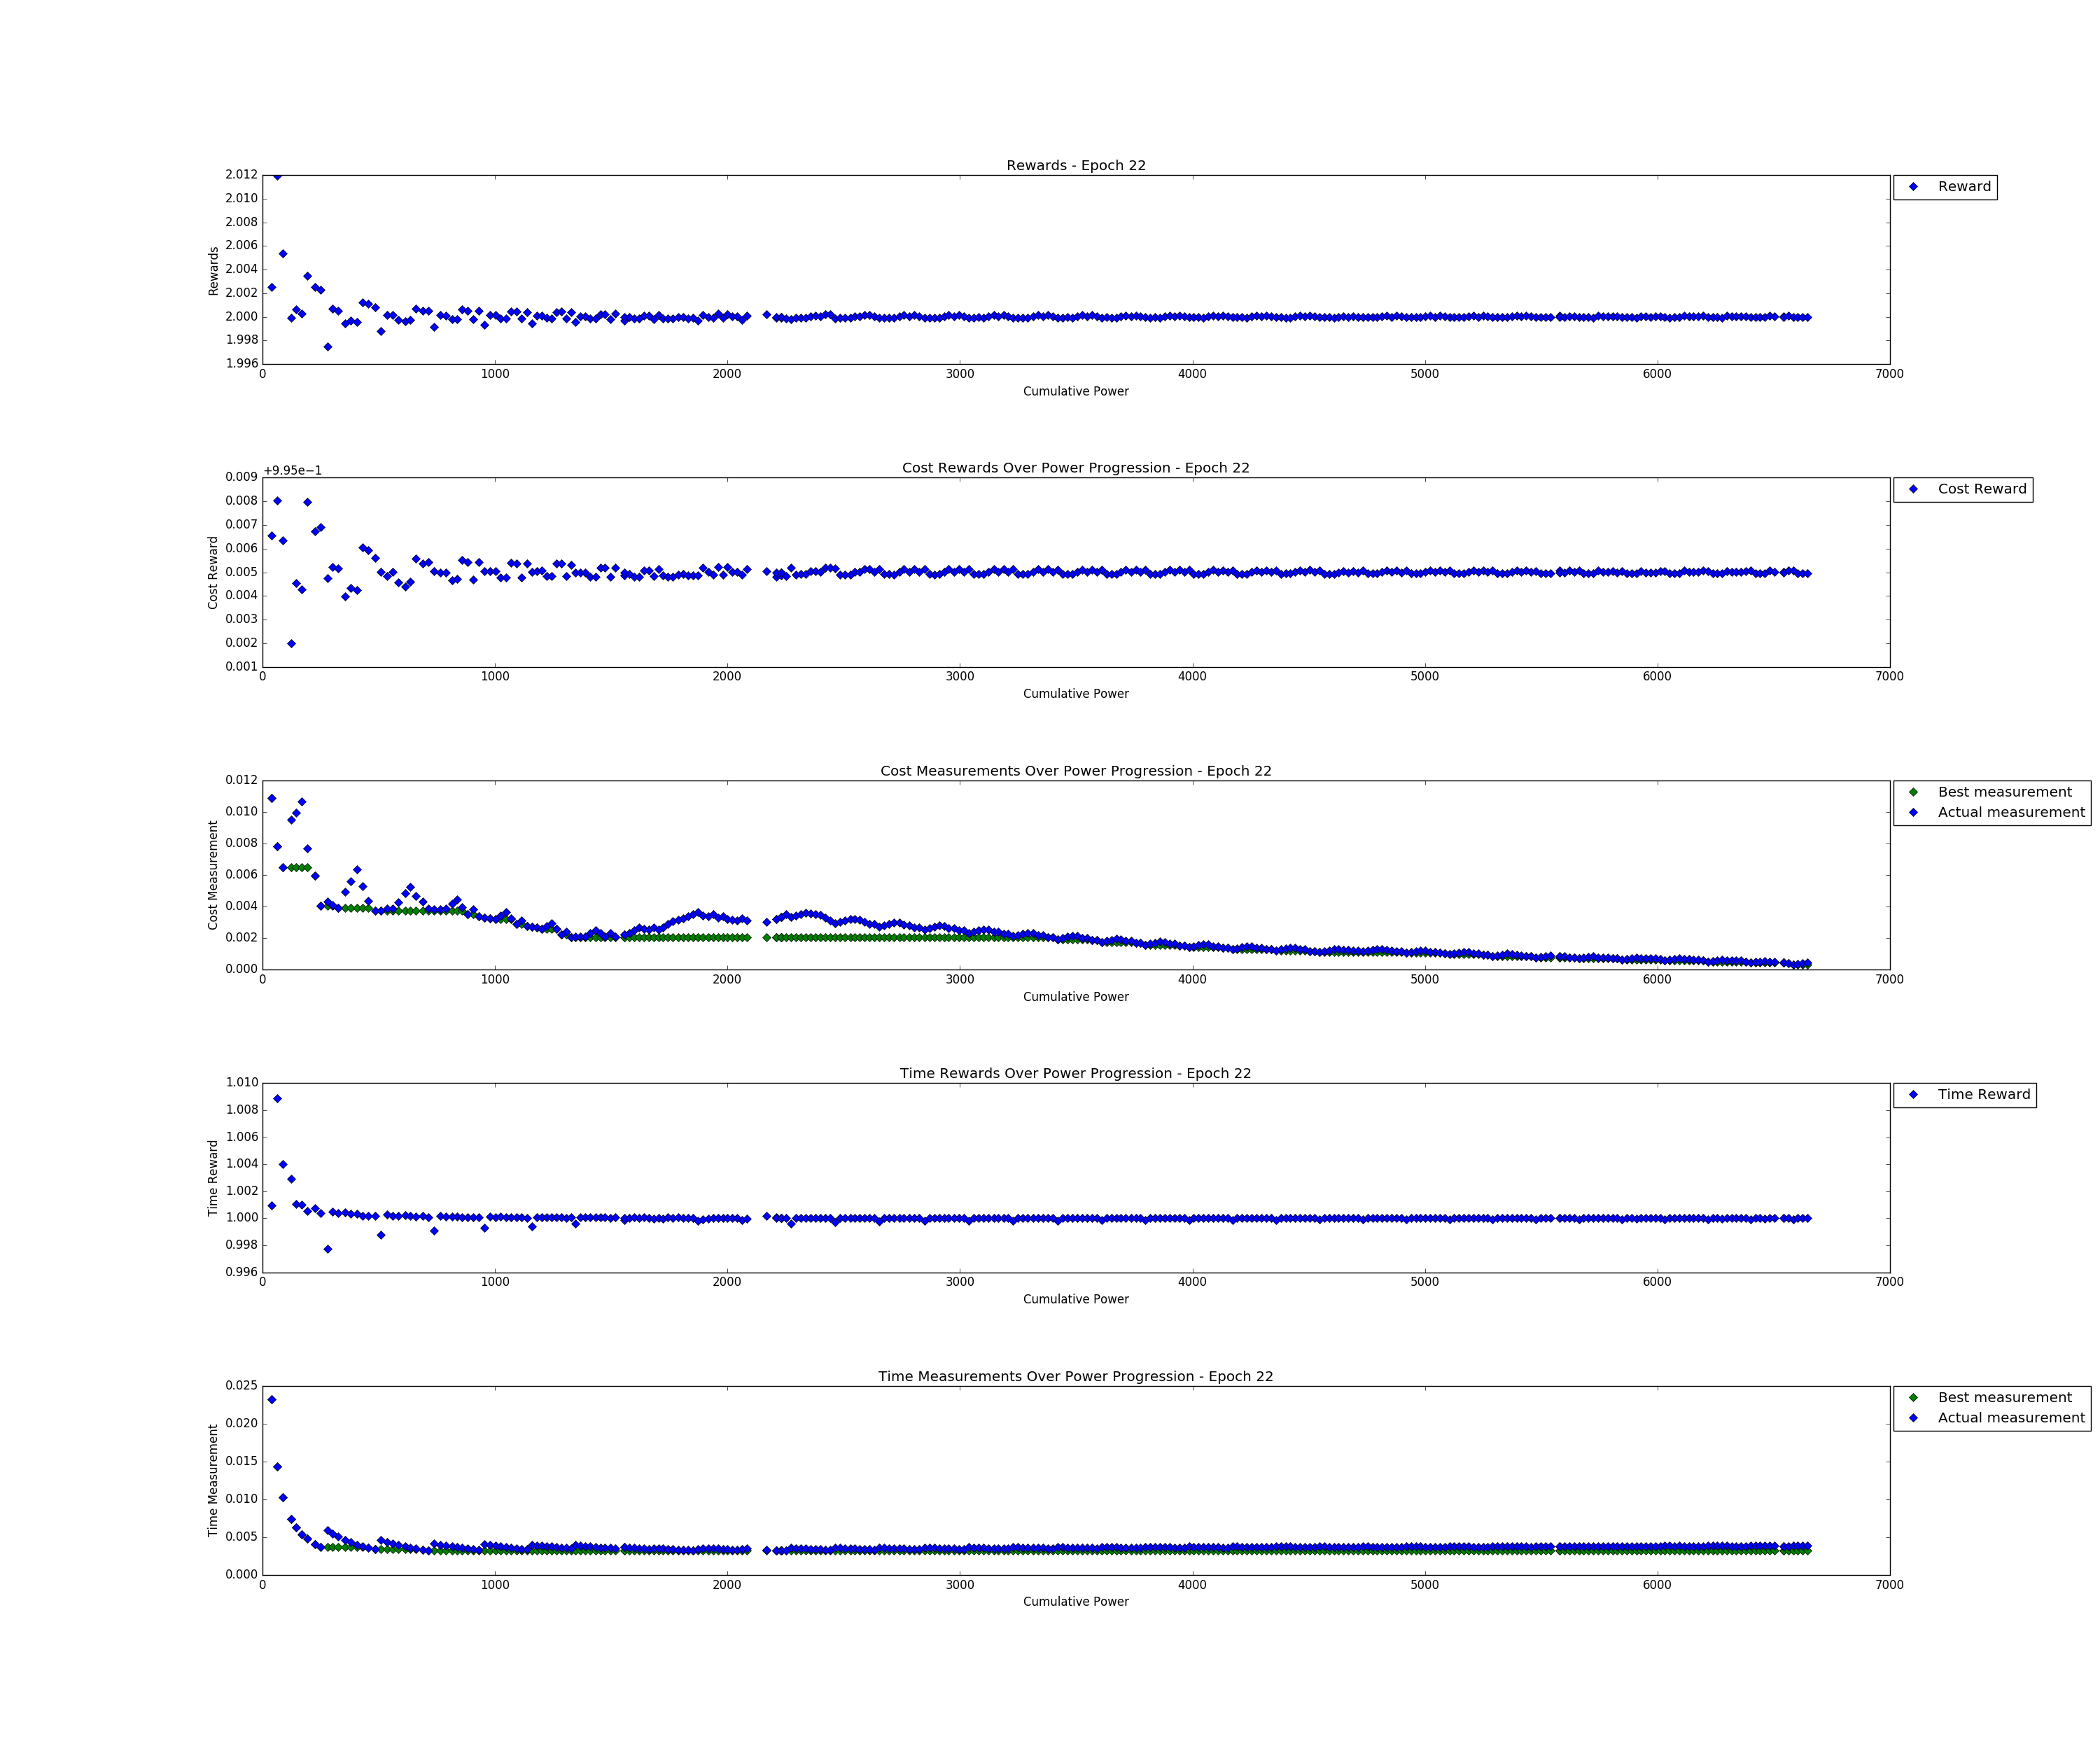 Rewards - Epoch 22
2.012
2.010
2.008
2.006
2.004
2.002
2.000
1.998
1.996
Rewards
0 1000 2000 3000 4000 5000 6000 7000
Cumulative Power
Reward
Cost Rewards Over Power Progression - Epoch 22
+9.95e−1
0.009
0.008
0.007
0.006
0.005
0.004
0.003
0.002
0.001
Cost Reward
0 1000 2000 3000 4000 5000 6000 7000
Cumulative Power
Cost Reward
Cost Measurements Over Power Progression - Epoch 22
0.012
0.010
0.008
0.006
0.004
0.002
0.000
Cost Measurement
0 1000 2000 3000 4000 5000 6000 7000
Cumulative Power
Best measurement
Actual measurement
Time Rewards Over Power Progression - Epoch 22
1.010
1.008
1.006
1.004
1.002
1.000
0.998
0.996
Time Reward
0 1000 2000 3000 4000 5000 6000 7000
Cumulative Power
Time Reward
Time Measurements Over Power Progression - Epoch 22
0.025
0.020
0.015
0.010
0.005
0.000
Time Measurement
0 1000 2000 3000 4000 5000 6000 7000
Cumulative Power
Best measurement
Actual measurement